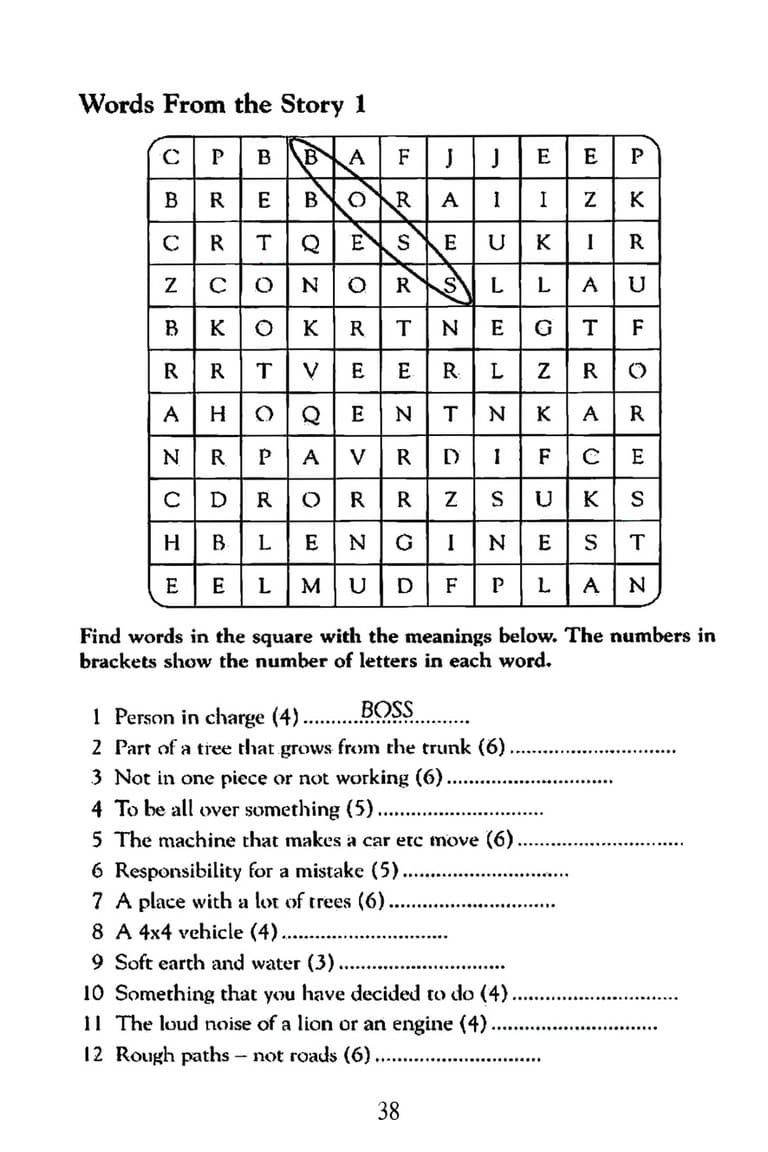 Words From the Story 1
C P B B A F J J E E P
B R E B O R A I I Z K
C R T Q E S E U K I R
Z C O N O R S L L A U
B K O K R T N E G T F
R R T V E E R L Z R O
A H O Q E N T N K A R
N R P A V R D I F C E
C D R O R R Z S U K S
H B L E N G I N E S T
E E L M U D F P L A N
Find words in the square with the meanings below. The numbers in
brackets show the number of letters in each word.
1 Person in charge (4) ..........BOSS..........
2 Part of a tree that grows from the trunk (6) ..............................
3 Not in one piece or not working (6) ..............................
4 To be all over something (5) ..............................
5 The machine that makes a car etc move (6) ..............................
6 Responsibility for a mistake (5) ..............................
7 A place with a lot of trees (6) ..............................
8 A 4x4 vehicle (4) ..............................
9 Soft earth and water (3) ..............................
10 Something that you have decided to do (4) ..............................
11 The loud noise of a lion or an engine (4) ..............................
12 Rough paths – not roads (6) ..............................
38